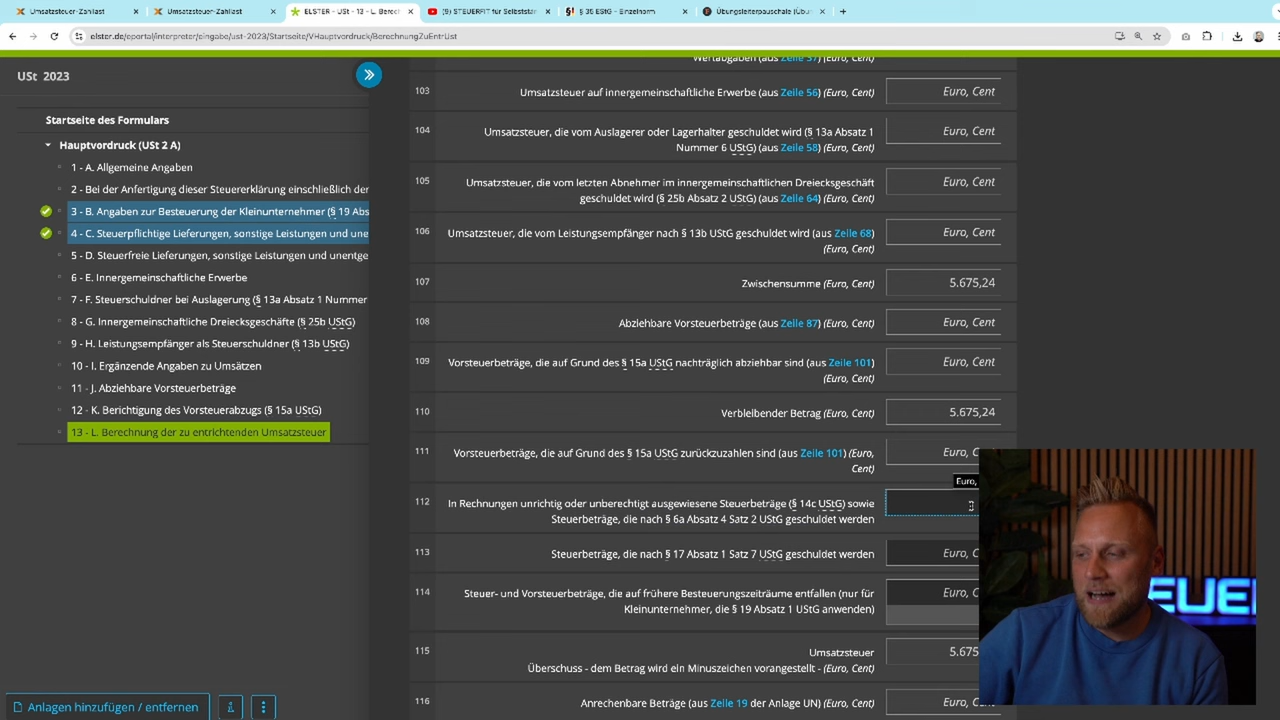 Umsatzsteuer-Zahllast
Umsatzsteuer-Zahllast
ELSTER - USt - 13 - L. Berech
(9) STEUERFIT für Selbststän
§ 35 EStG - Einzelnorm
Übungsleiterpauschale (Übu
elster.de/eportal/interpreter/eingabe/ust-2023/Startseite/VHauptvordruck/BerechnungZuEntrUst
USt 2023
Startseite des Formulars
Hauptvordruck (USt 2 A)
1 - A. Allgemeine Angaben
2 - Bei der Anfertigung dieser Steuererklärung einschließlich der
3 - B. Angaben zur Besteuerung der Kleinunternehmer (§ 19 Abs
4 - C. Steuerpflichtige Lieferungen, sonstige Leistungen und une
5 - D. Steuerfreie Lieferungen, sonstige Leistungen und unentge
6 - E. Innergemeinschaftliche Erwerbe
7 - F. Steuerschuldner bei Auslagerung (§ 13a Absatz 1 Nummer
8 - G. Innergemeinschaftliche Dreiecksgeschäfte (§ 25b UStG)
9 - H. Leistungsempfänger als Steuerschuldner (§ 13b UStG)
10 - I. Ergänzende Angaben zu Umsätzen
11 - J. Abziehbare Vorsteuerbeträge
12 - K. Berichtigung des Vorsteuerabzugs (§ 15a UStG)
13 - L. Berechnung der zu entrichtenden Umsatzsteuer
Anlagen hinzufügen / entfernen
Wertabgaben (aus Zeile 37) (Euro, Cent)
103 Umsatzsteuer auf innergemeinschaftliche Erwerbe (aus Zeile 56) (Euro, Cent) Euro, Cent
104 Umsatzsteuer, die vom Auslagerer oder Lagerhalter geschuldet wird (§ 13a Absatz 1 Euro, Cent
Nummer 6 UStG) (aus Zeile 58) (Euro, Cent)
105 Umsatzsteuer, die vom letzten Abnehmer im innergemeinschaftlichen Dreiecksgeschäft Euro, Cent
geschuldet wird (§ 25b Absatz 2 UStG) (aus Zeile 64) (Euro, Cent)
106 Umsatzsteuer, die vom Leistungsempfänger nach § 13b UStG geschuldet wird (aus Zeile 68) Euro, Cent
(Euro, Cent)
107 Zwischensumme (Euro, Cent) 5.675,24
108 Abziehbare Vorsteuerbeträge (aus Zeile 87) (Euro, Cent) Euro, Cent
109 Vorsteuerbeträge, die auf Grund des § 15a UStG nachträglich abziehbar sind (aus Zeile 101) Euro, Cent
(Euro, Cent)
110 Verbleibender Betrag (Euro, Cent) 5.675,24
111 Vorsteuerbeträge, die auf Grund des § 15a UStG zurückzuzahlen sind (aus Zeile 101) (Euro, Euro, C
Cent)
Euro,
112 In Rechnungen unrichtig oder unberechtigt ausgewiesene Steuerbeträge (§ 14c UStG) sowie
Steuerbeträge, die nach § 6a Absatz 4 Satz 2 UStG geschuldet werden
113 Steuerbeträge, die nach § 17 Absatz 1 Satz 7 UStG geschuldet werden Euro, C
114 Steuer- und Vorsteuerbeträge, die auf frühere Besteuerungszeiträume entfallen (nur für Euro, C
Kleinunternehmer, die § 19 Absatz 1 UStG anwenden)
115 Umsatzsteuer 5.675
Überschuss - dem Betrag wird ein Minuszeichen vorangestellt - (Euro, Cent)
116 Anrechenbare Beträge (aus Zeile 19 der Anlage UN) (Euro, Cent) Euro, C
EUE